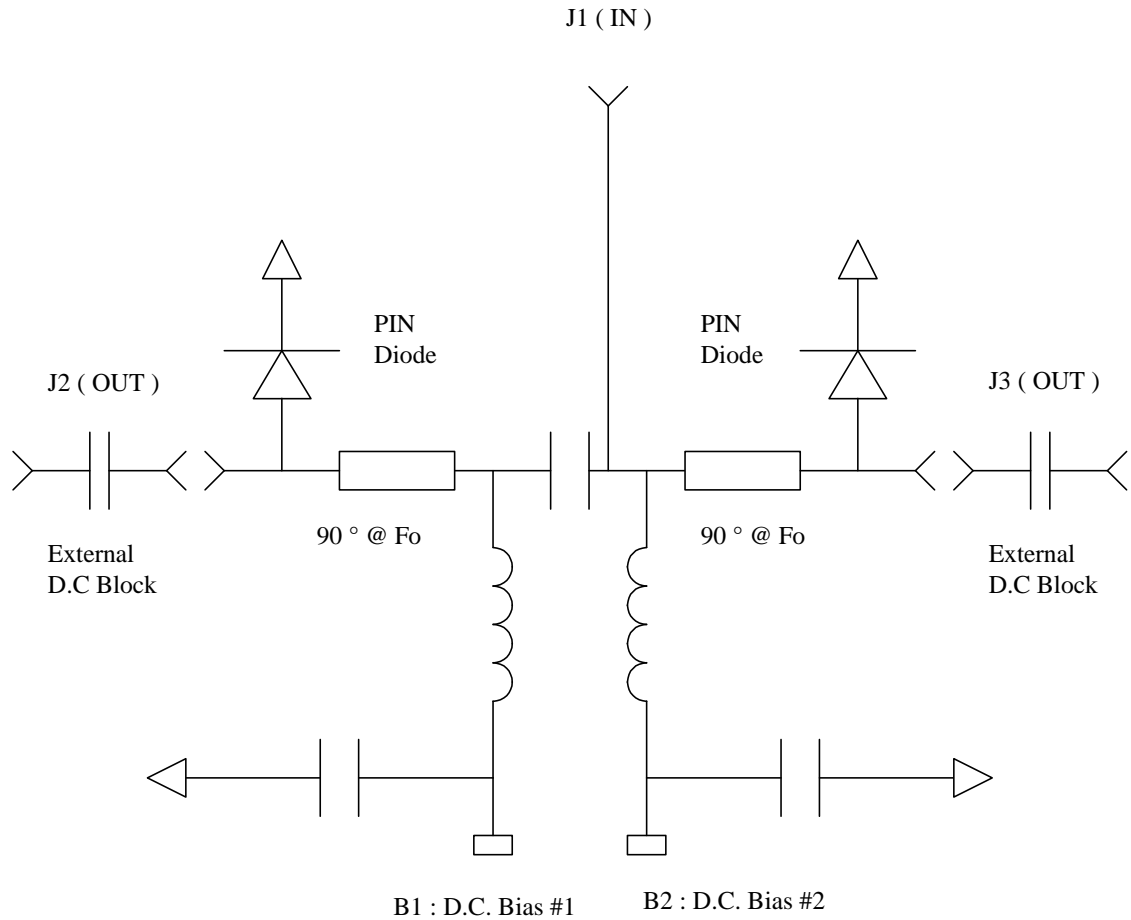 J1 ( IN )
PIN
Diode
PIN
Diode
J2 ( OUT )
J3 ( OUT )
90 ° @ Fo
90 ° @ Fo
External
D.C Block
External
D.C Block
B1 : D.C. Bias #1
B2 : D.C. Bias #2